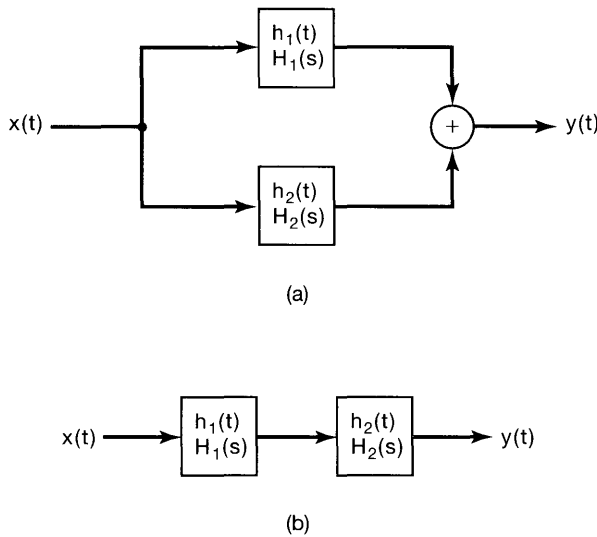 h₁(t)
H₁(s)
x(t)
+
y(t)
h₂(t)
H₂(s)
(a)
x(t)
h₁(t)
H₁(s)
h₂(t)
H₂(s)
y(t)
(b)